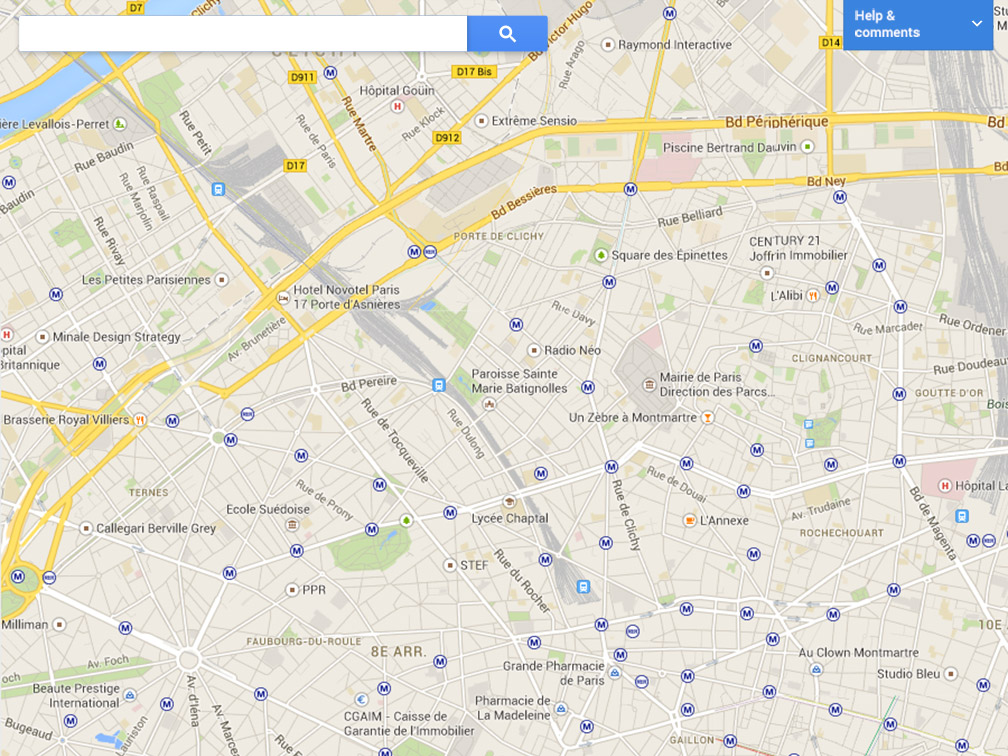 D7
Clichy
Help &
comments
D14
Bd Victor Hugo
Raymond Interactive
Rue Arago
D17 Bis
D911
Hôpital Goüin
H
Rue Martre
Rue Klock
Extrême Sensio
Bd Périphérique
Bd
ière Levallois-Perret
Rue Petit
D912
Rue de Paris
Piscine Bertrand Dauvin
Rue Baudin
D17
Bd
Bd Ney
Baudin
Rue Raspail
Rue Marjolin
Bd Bessières
Rue Belliard
Rue Rivay
PORTE DE CLICHY
CENTURY 21
Joffrin Immobilier
Square des Épinettes
Les Petites Parisiennes
Hotel Novotel Paris
17 Porte d'Asnieres
L'Alibi
Rue Davy
Rue Marcadet
Rue Ordener
Av. Brunetière
Minale Design Strategy
H
pital
Britannique
Radio Néo
CLIGNANCOURT
Rue Doudeau
Bd Pereire
Paroisse Sainte
Marie Batignolles
Mairie de Paris
Direction des Parcs...
GOUTTE-D'OR
Bois
Brasserie Royal Villiers
Rue de Tocqueville
Rue Dulong
Un Zèbre à Montmartre
TERNES
Rue de Prony
Rue de Douai
Rue de Clichy
H
Hôpital La
Bd de Magenta
Av. Trudaine
Ecole Suédoise
Lycée Chaptal
L'Annexe
ROCHECHOUART
Callegari Berville Grey
STEF
Rue du Rocher
PPR
Milliman
10E
FAUBOURG-DU-ROULE
8E ARR.
Av. Foch
och
Grande Pharmacie
de Paris
Au Clown Montmartre
Studio Bleu
Beaute Prestige
International
Av. d'Iéna
Av. Marce
Pharmacie de
La Madeleine
CGAIM - Caisse de
Garantie de l'Immobilier
Bugeaud
Lauriston
GAILLON